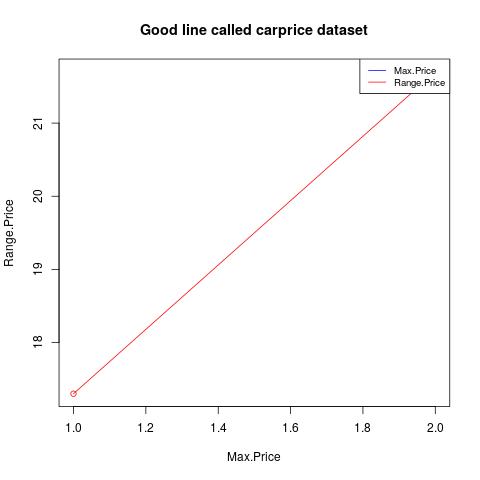 Good line called carprice dataset
Max.Price
Range.Price
21
20
19
18
Range.Price
1.0 1.2 1.4 1.6 1.8 2.0
Max.Price